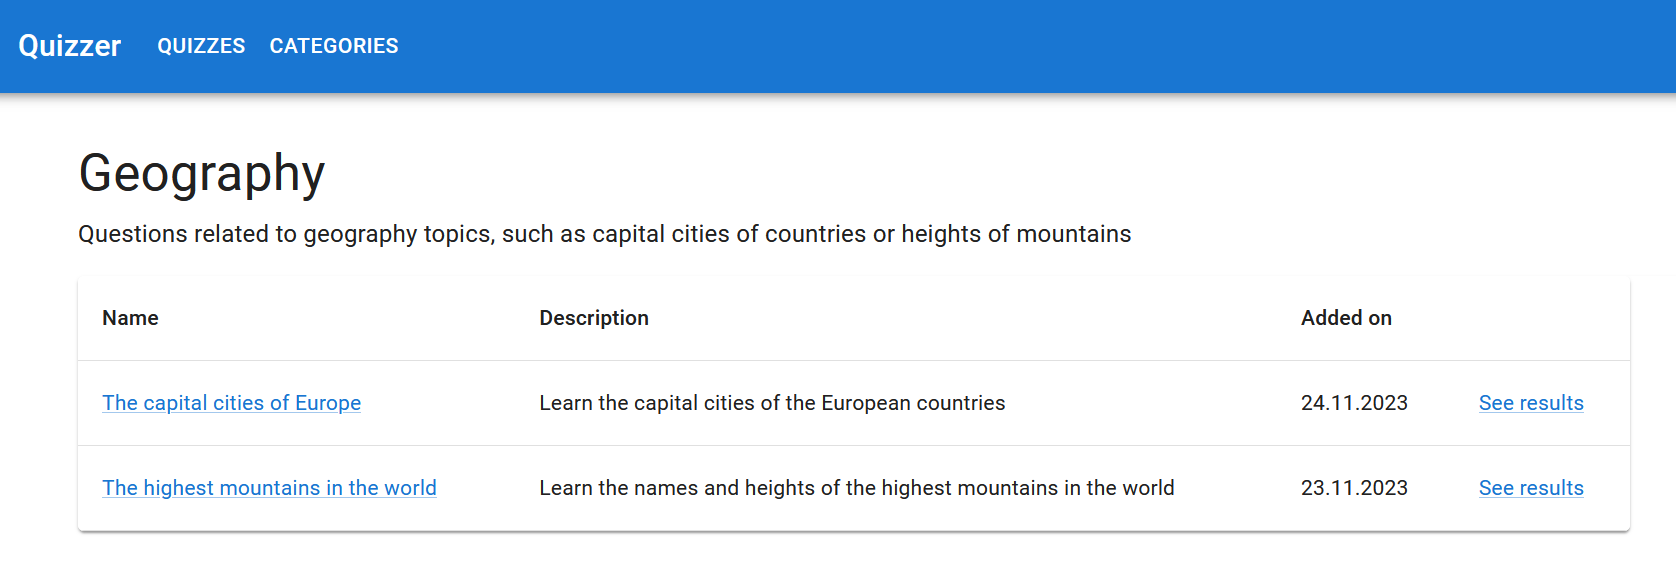 Quizzer QUIZZES CATEGORIES
Geography
Questions related to geography topics, such as capital cities of countries or heights of mountains
Name Description Added on
The capital cities of Europe Learn the capital cities of the European countries 24.11.2023 See results
The highest mountains in the world Learn the names and heights of the highest mountains in the world 23.11.2023 See results